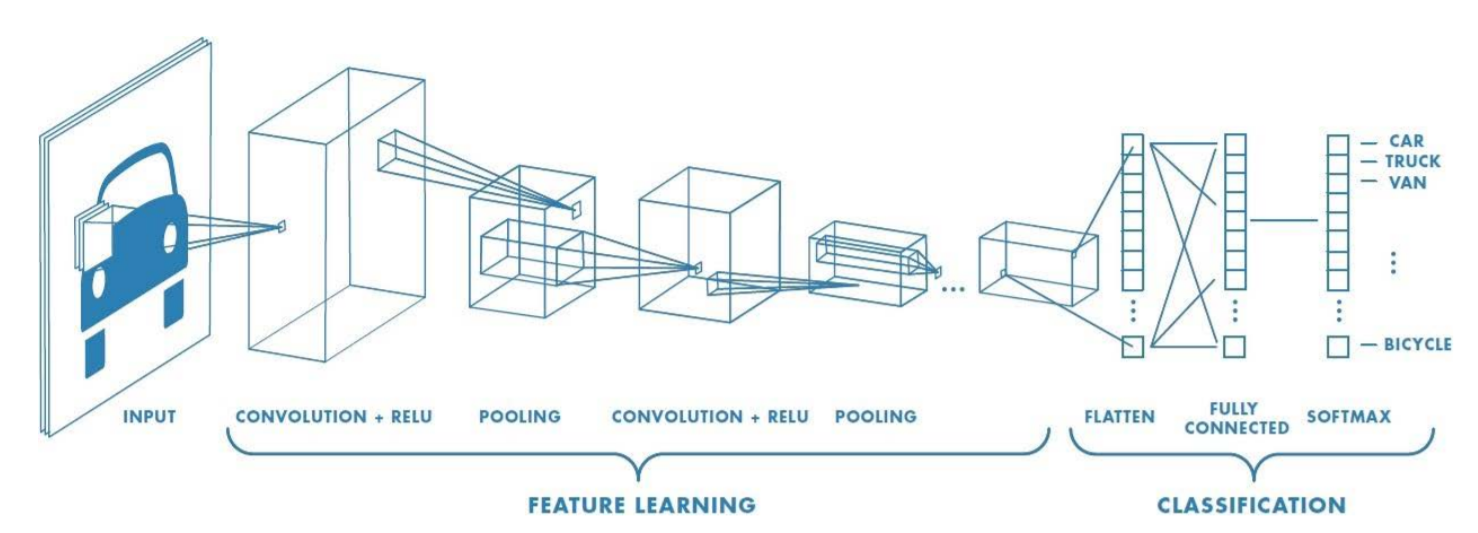 CAR
TRUCK
VAN
BICYCLE
INPUT
CONVOLUTION + RELU
POOLING
CONVOLUTION + RELU
POOLING
FLATTEN
FULLY
CONNECTED
SOFTMAX
FEATURE LEARNING
CLASSIFICATION